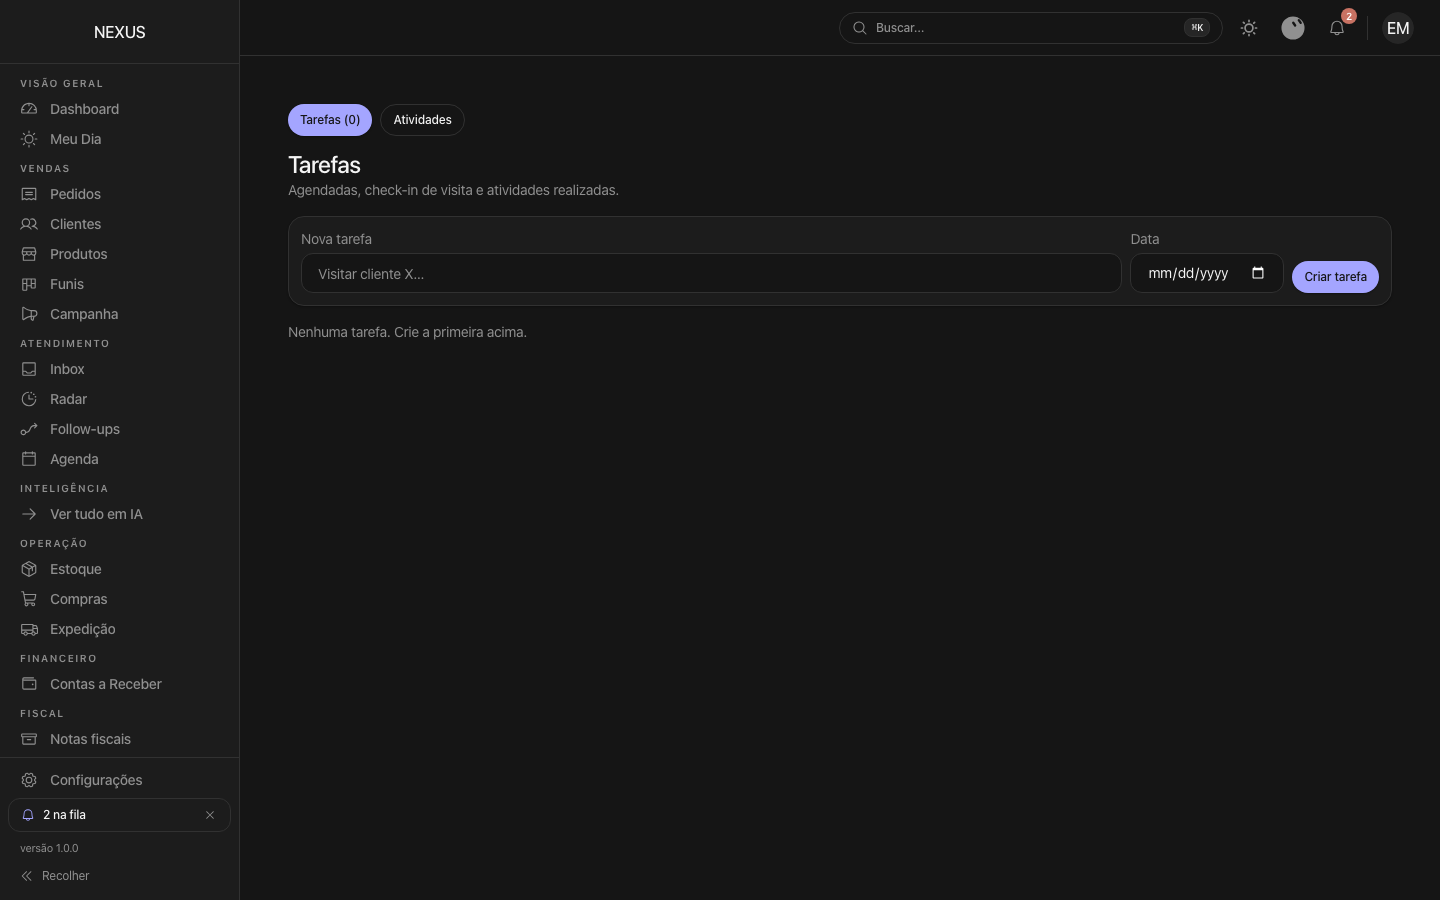 NEXUS
VISÃO GERAL
Dashboard
Meu Dia
VENDAS
Pedidos
Clientes
Produtos
Funis
Campanha
ATENDIMENTO
Inbox
Radar
Follow-ups
Agenda
INTELIGÊNCIA
Ver tudo em IA
OPERAÇÃO
Estoque
Compras
Expedição
FINANCEIRO
Contas a Receber
FISCAL
Notas fiscais
Configurações
2 na fila
versão 1.0.0
Recolher
Buscar... ⌘K
2
EM
Tarefas (0) Atividades
Tarefas
Agendadas, check-in de visita e atividades realizadas.
Nova tarefa Data
Visitar cliente X... mm/dd/yyyy Criar tarefa
Nenhuma tarefa. Crie a primeira acima.